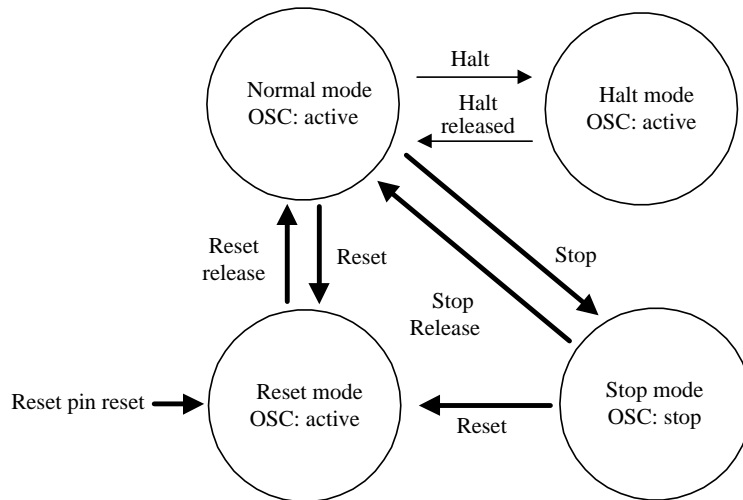 Normal mode
OSC: active
Halt
Halt
released
Halt mode
OSC: active
Reset
release
Reset
Stop
Stop
Release
Reset pin reset
Reset mode
OSC: active
Reset
Stop mode
OSC: stop